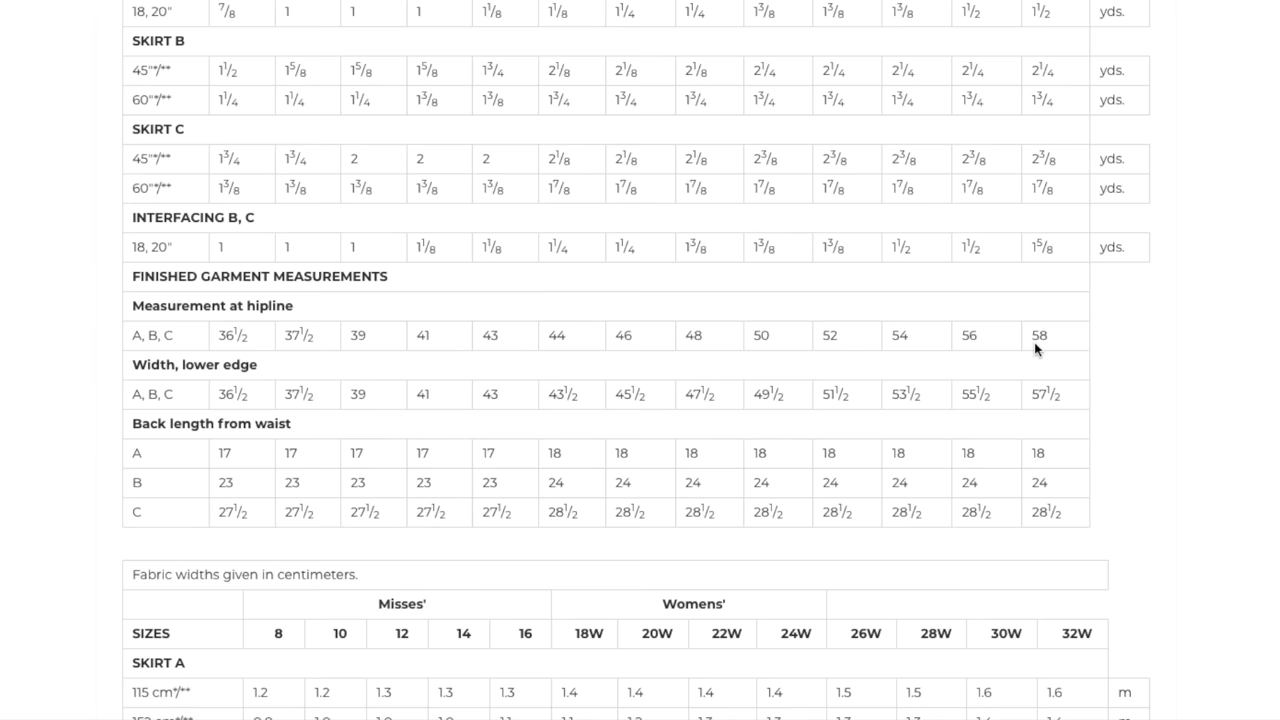 18, 20" 7/8 1 1 1 1 1/8 1 1/8 1 1/4 1 1/4 1 3/8 1 3/8 1 3/8 1 1/2 1 1/2 yds.
SKIRT B
45"*/** 1 1/2 1 5/8 1 5/8 1 5/8 1 3/4 2 1/8 2 1/8 2 1/8 2 1/4 2 1/4 2 1/4 2 1/4 2 1/4 yds.
60"*/** 1 1/4 1 1/4 1 1/4 1 3/8 1 3/8 1 3/4 1 3/4 1 3/4 1 3/4 1 3/4 1 3/4 1 3/4 1 3/4 yds.
SKIRT C
45"*/** 1 3/4 1 3/4 2 2 2 2 1/8 2 1/8 2 1/8 2 3/8 2 3/8 2 3/8 2 3/8 2 3/8 yds.
60"*/** 1 3/8 1 3/8 1 3/8 1 3/8 1 3/8 1 7/8 1 7/8 1 7/8 1 7/8 1 7/8 1 7/8 1 7/8 1 7/8 yds.
INTERFACING B, C
18, 20" 1 1 1 1 1/8 1 1/8 1 1/4 1 1/4 1 3/8 1 3/8 1 3/8 1 1/2 1 1/2 1 5/8 yds.
FINISHED GARMENT MEASUREMENTS
Measurement at hipline
A, B, C 36 1/2 37 1/2 39 41 43 44 46 48 50 52 54 56 58
Width, lower edge
A, B, C 36 1/2 37 1/2 39 41 43 43 1/2 45 1/2 47 1/2 49 1/2 51 1/2 53 1/2 55 1/2 57 1/2
Back length from waist
A 17 17 17 17 17 18 18 18 18 18 18 18 18
B 23 23 23 23 23 24 24 24 24 24 24 24 24
C 27 1/2 27 1/2 27 1/2 27 1/2 27 1/2 28 1/2 28 1/2 28 1/2 28 1/2 28 1/2 28 1/2 28 1/2 28 1/2
Fabric widths given in centimeters.
Misses' Womens'
SIZES 8 10 12 14 16 18W 20W 22W 24W 26W 28W 30W 32W
SKIRT A
115 cm*/** 1.2 1.2 1.3 1.3 1.3 1.4 1.4 1.4 1.4 1.5 1.5 1.6 1.6 m